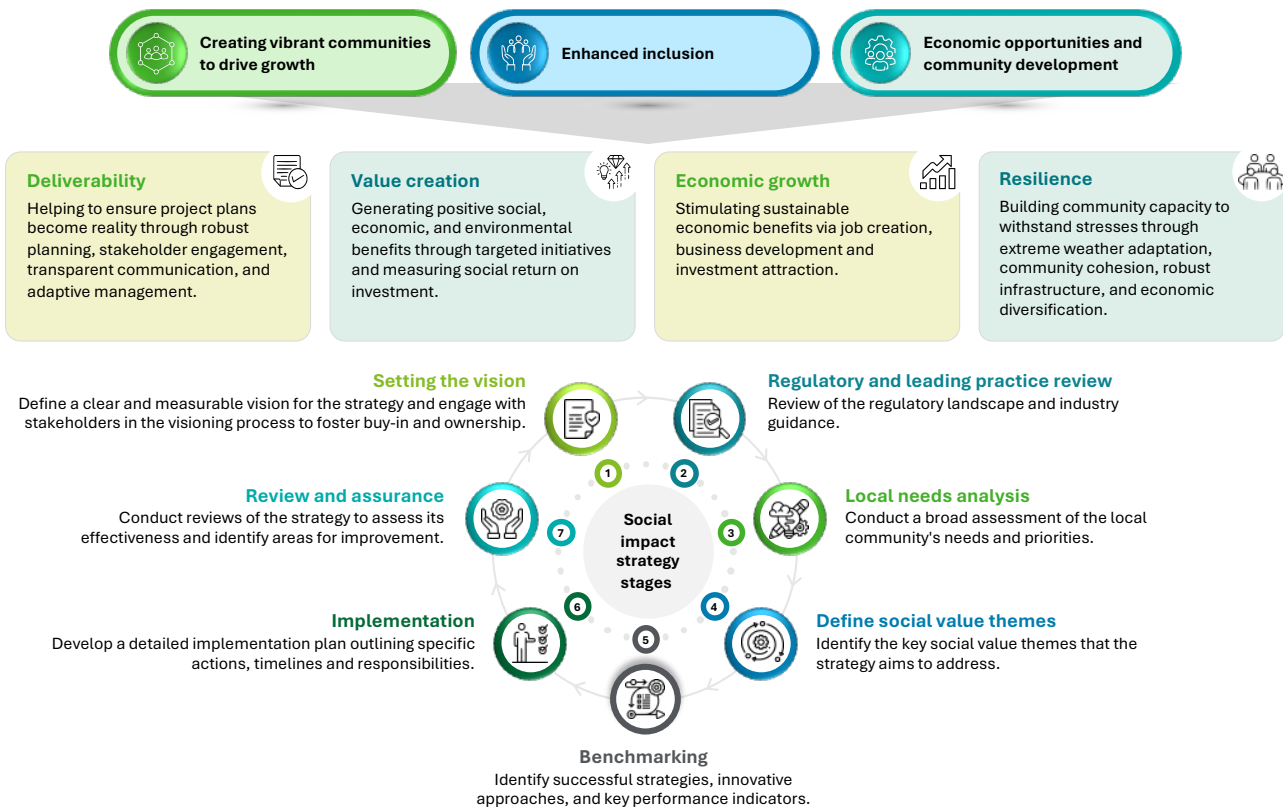 Creating vibrant communities
to drive growth
Enhanced inclusion
Economic opportunities and
community development
Deliverability
Helping to ensure project plans
become reality through robust
planning, stakeholder engagement,
transparent communication, and
adaptive management.
Value creation
Generating positive social,
economic, and environmental
benefits through targeted initiatives
and measuring social return on
investment.
Economic growth
Stimulating sustainable
economic benefits via job creation,
business development and
investment attraction.
Resilience
Building community capacity to
withstand stresses through
extreme weather adaptation,
community cohesion, robust
infrastructure, and economic
diversification.
Social
impact
strategy
stages
1
Setting the vision
Define a clear and measurable vision for the strategy and engage with
stakeholders in the visioning process to foster buy-in and ownership.
2
Regulatory and leading practice review
Review of the regulatory landscape and industry
guidance.
3
Local needs analysis
Conduct a broad assessment of the local
community's needs and priorities.
4
Define social value themes
Identify the key social value themes that the
strategy aims to address.
5
Benchmarking
Identify successful strategies, innovative
approaches, and key performance indicators.
6
Implementation
Develop a detailed implementation plan outlining specific
actions, timelines and responsibilities.
7
Review and assurance
Conduct reviews of the strategy to assess its
effectiveness and identify areas for improvement.